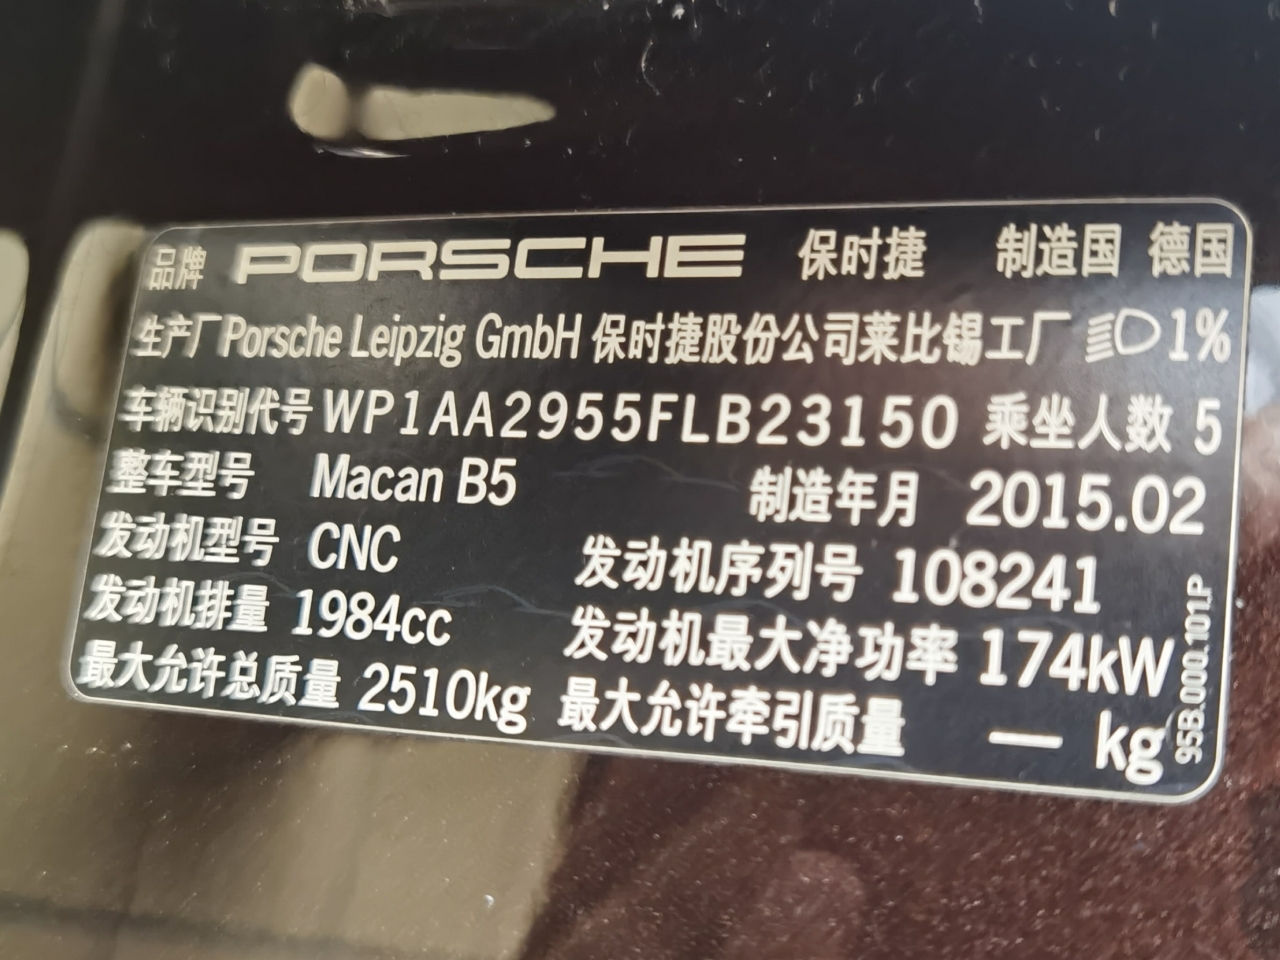 品牌 PORSCHE 保时捷 制造国 德国
生产厂 Porsche Leipzig GmbH 保时捷股份公司莱比锡工厂 1%
车辆识别代号 WP1AA2955FLB23150 乘坐人数 5
整车型号 Macan B5 制造年月 2015.02
发动机型号 CNC 发动机序列号 108241
发动机排量 1984cc 发动机最大净功率 174kW
最大允许总质量 2510kg 最大允许牵引质量 — kg
95B.000.101.P